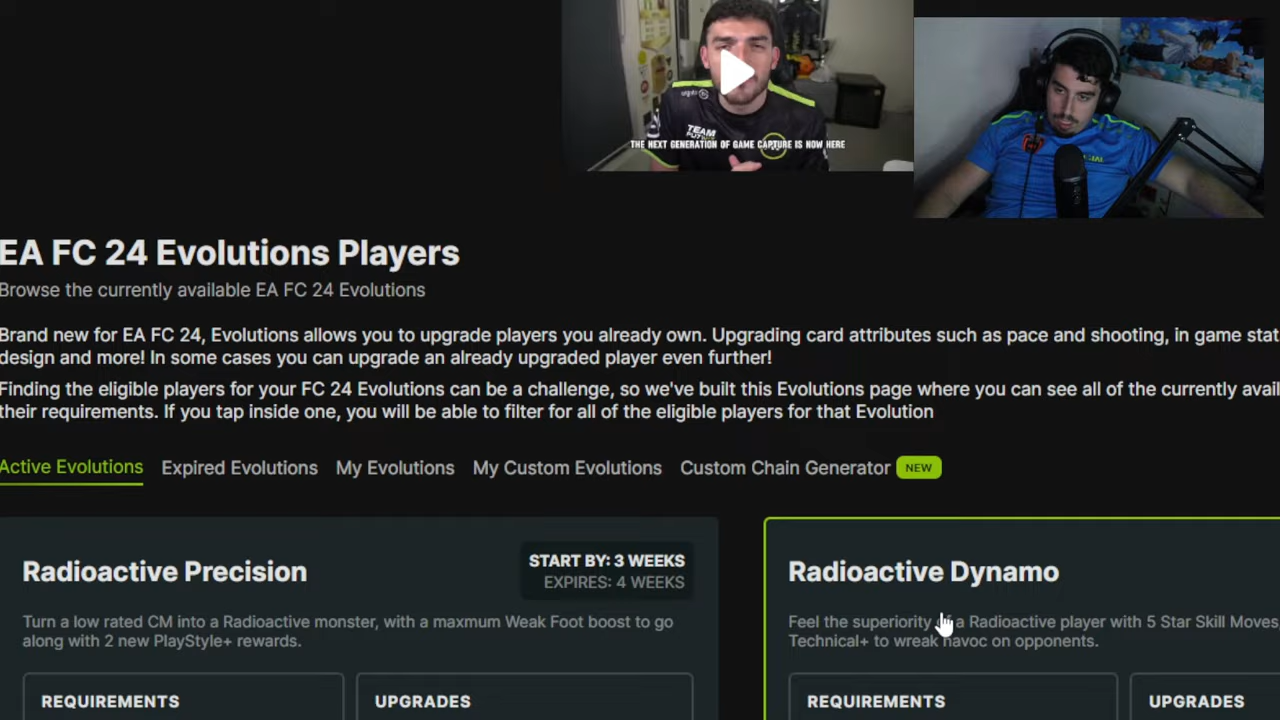 TEAM
THE NEXT GENERATION OF GAME CAPTURE IS NOW HERE
EA FC 24 Evolutions Players
Browse the currently available EA FC 24 Evolutions
Brand new for EA FC 24, Evolutions allows you to upgrade players you already own. Upgrading card attributes such as pace and shooting, in game stat
design and more! In some cases you can upgrade an already upgraded player even further!
Finding the eligible players for your FC 24 Evolutions can be a challenge, so we've built this Evolutions page where you can see all of the currently avail
their requirements. If you tap inside one, you will be able to filter for all of the eligible players for that Evolution
Active Evolutions Expired Evolutions My Evolutions My Custom Evolutions Custom Chain Generator NEW
Radioactive Precision
START BY: 3 WEEKS
EXPIRES: 4 WEEKS
Turn a low rated CM into a Radioactive monster, with a maxmum Weak Foot boost to go
along with 2 new PlayStyle+ rewards.
REQUIREMENTS
UPGRADES
Radioactive Dynamo
Feel the superiority a Radioactive player with 5 Star Skill Moves
Technical+ to wreak havoc on opponents.
REQUIREMENTS
UPGRADES